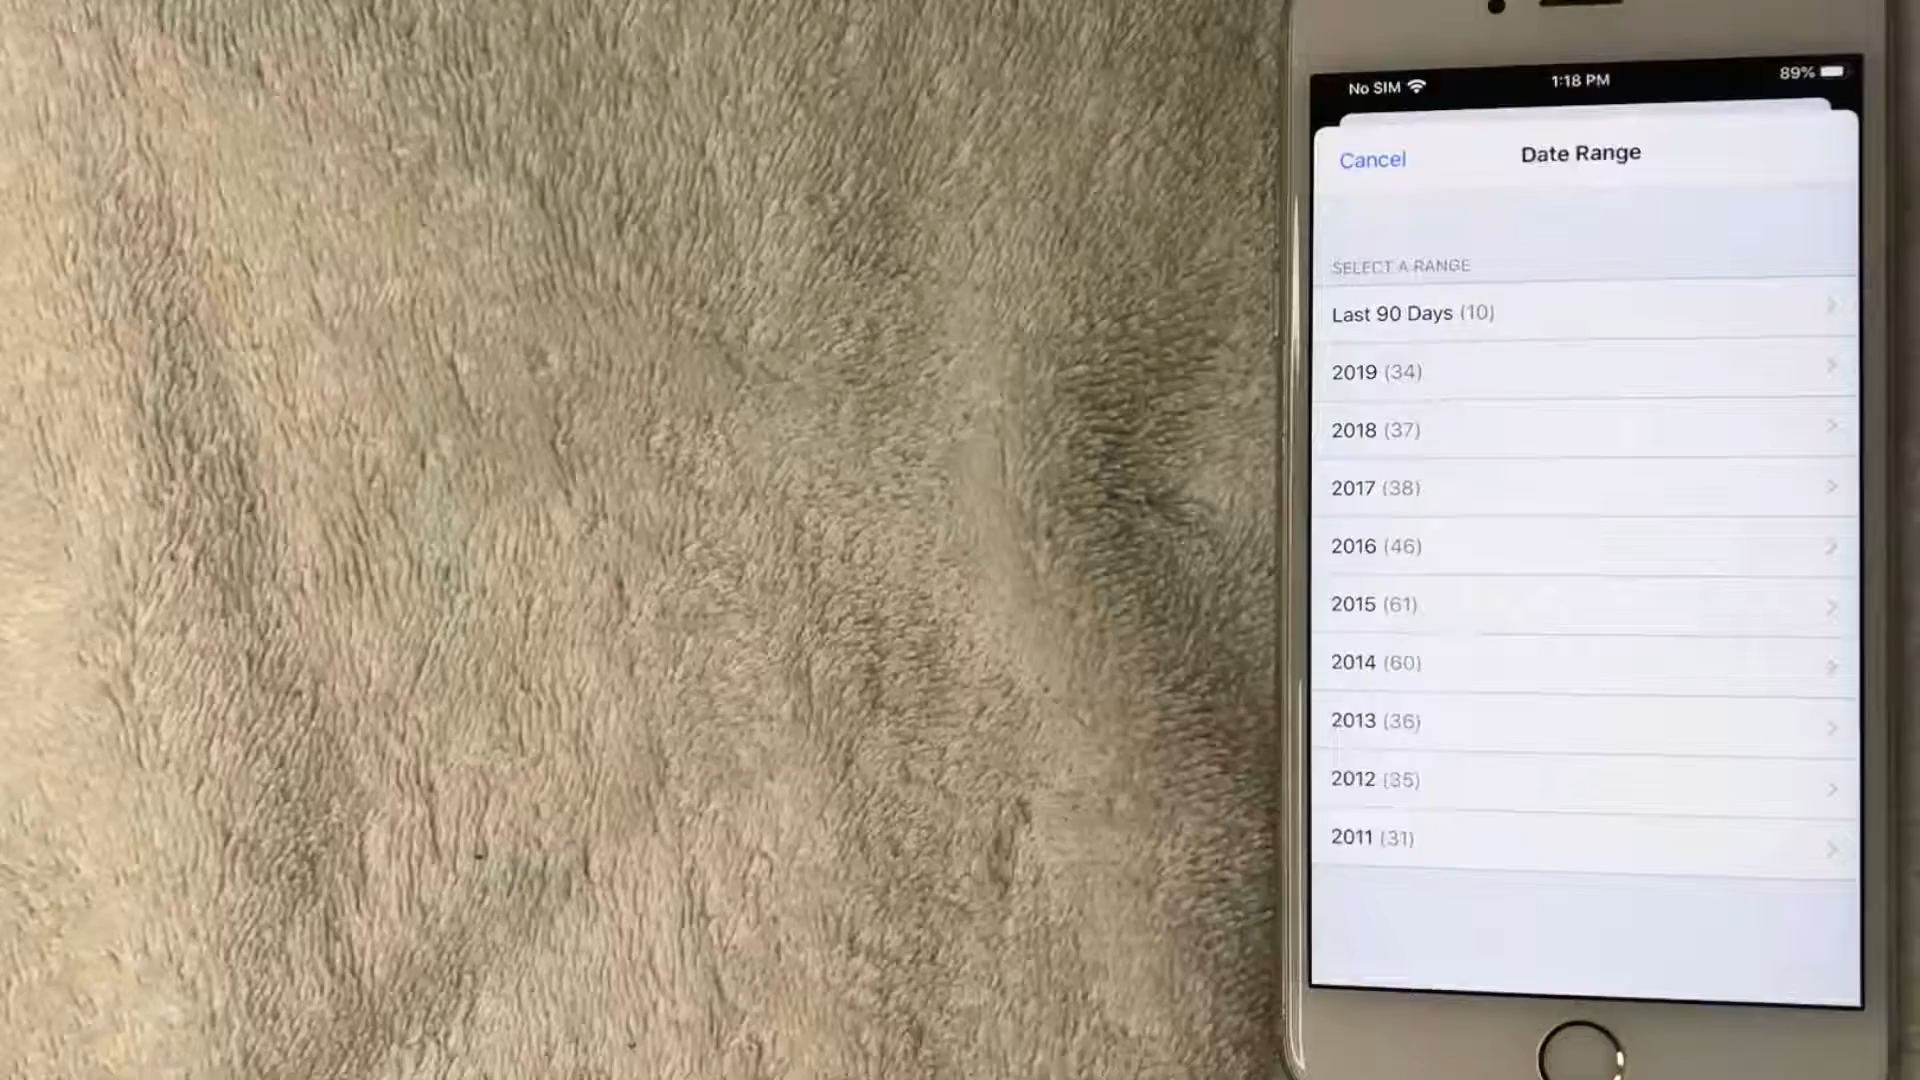 No SIM 1:18 PM 89%
Cancel Date Range
SELECT A RANGE
Last 90 Days (10)
2019 (34)
2018 (37)
2017 (38)
2016 (46)
2015 (61)
2014 (60)
2013 (36)
2012 (35)
2011 (31)